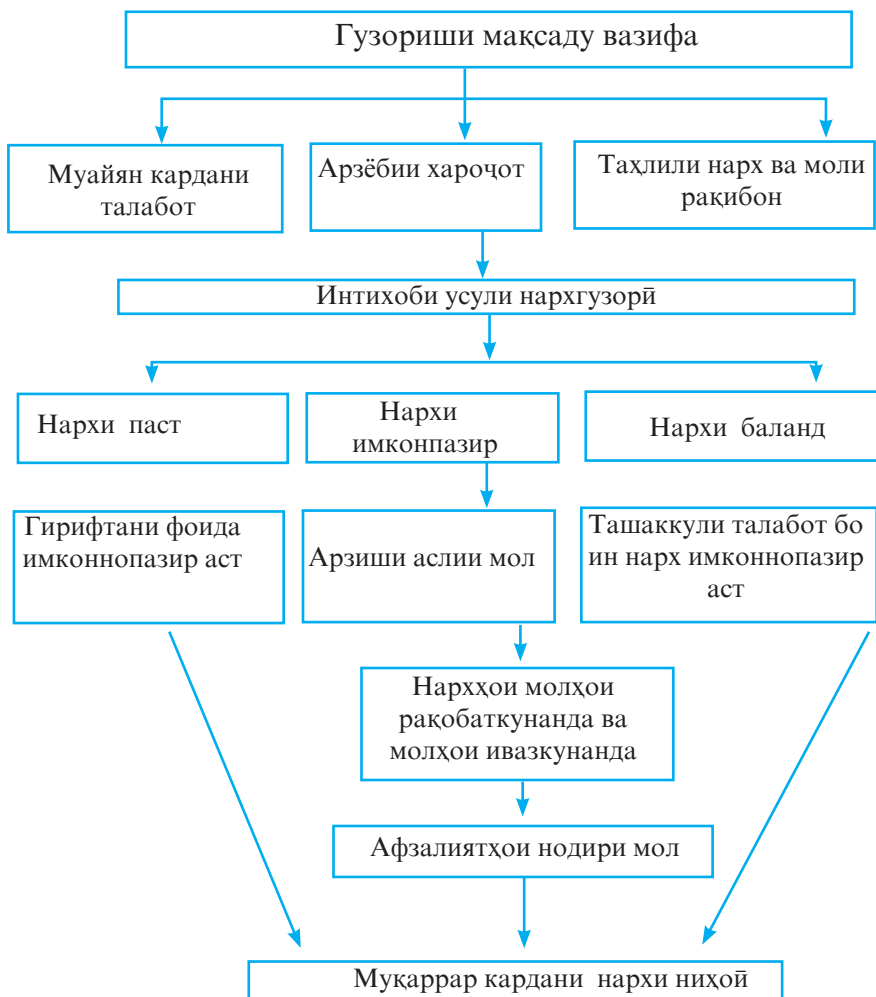 Гузориши мақсаду вазифа
Муайян кардани
талабот
Арзёбии хароҷот
Таҳлили нарх ва моли
рақибон
Интихоби усули нархгузорӣ
Нархи паст
Нархи
имконпазир
Нархи баланд
Гирифтани фоида
имконнопазир аст
Арзиши аслии мол
Ташаккули талабот бо
ин нарх имконнопазир
аст
Нархҳои молҳои
рақобаткунанда ва
молҳои ивазкунанда
Афзалиятҳои нодири мол
Муқаррар кардани нархи ниҳоӣ